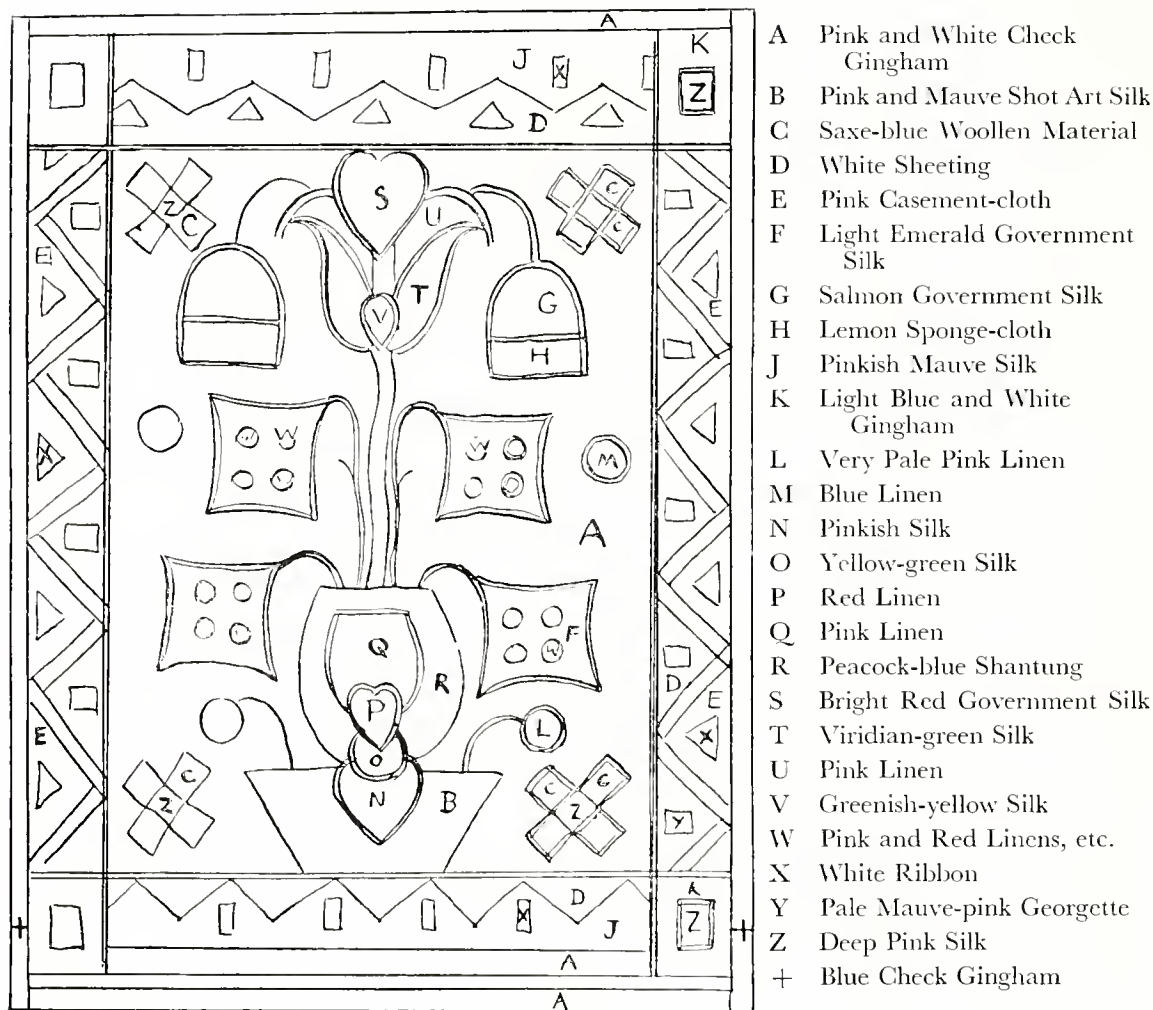 A
J
K
X
Z
D
S
U
Z
C
C
C
T
V
G
H
E
E
W
W
M
X
A
F
W
Q
R
P
D
E
X
E
L
O
N
B
C
Z
C
G
Z
Y
D
X
J
K
Z
+
+
A
A
A Pink and White Check
Gingham
B Pink and Mauve Shot Art Silk
C Saxe-blue Woollen Material
D White Sheeting
E Pink Casement-cloth
F Light Emerald Government
Silk
G Salmon Government Silk
H Lemon Sponge-cloth
J Pinkish Mauve Silk
K Light Blue and White
Gingham
L Very Pale Pink Linen
M Blue Linen
N Pinkish Silk
O Yellow-green Silk
P Red Linen
Q Pink Linen
R Peacock-blue Shantung
S Bright Red Government Silk
T Viridian-green Silk
U Pink Linen
V Greenish-yellow Silk
W Pink and Red Linens, etc.
X White Ribbon
Y Pale Mauve-pink Georgette
Z Deep Pink Silk
+ Blue Check Gingham